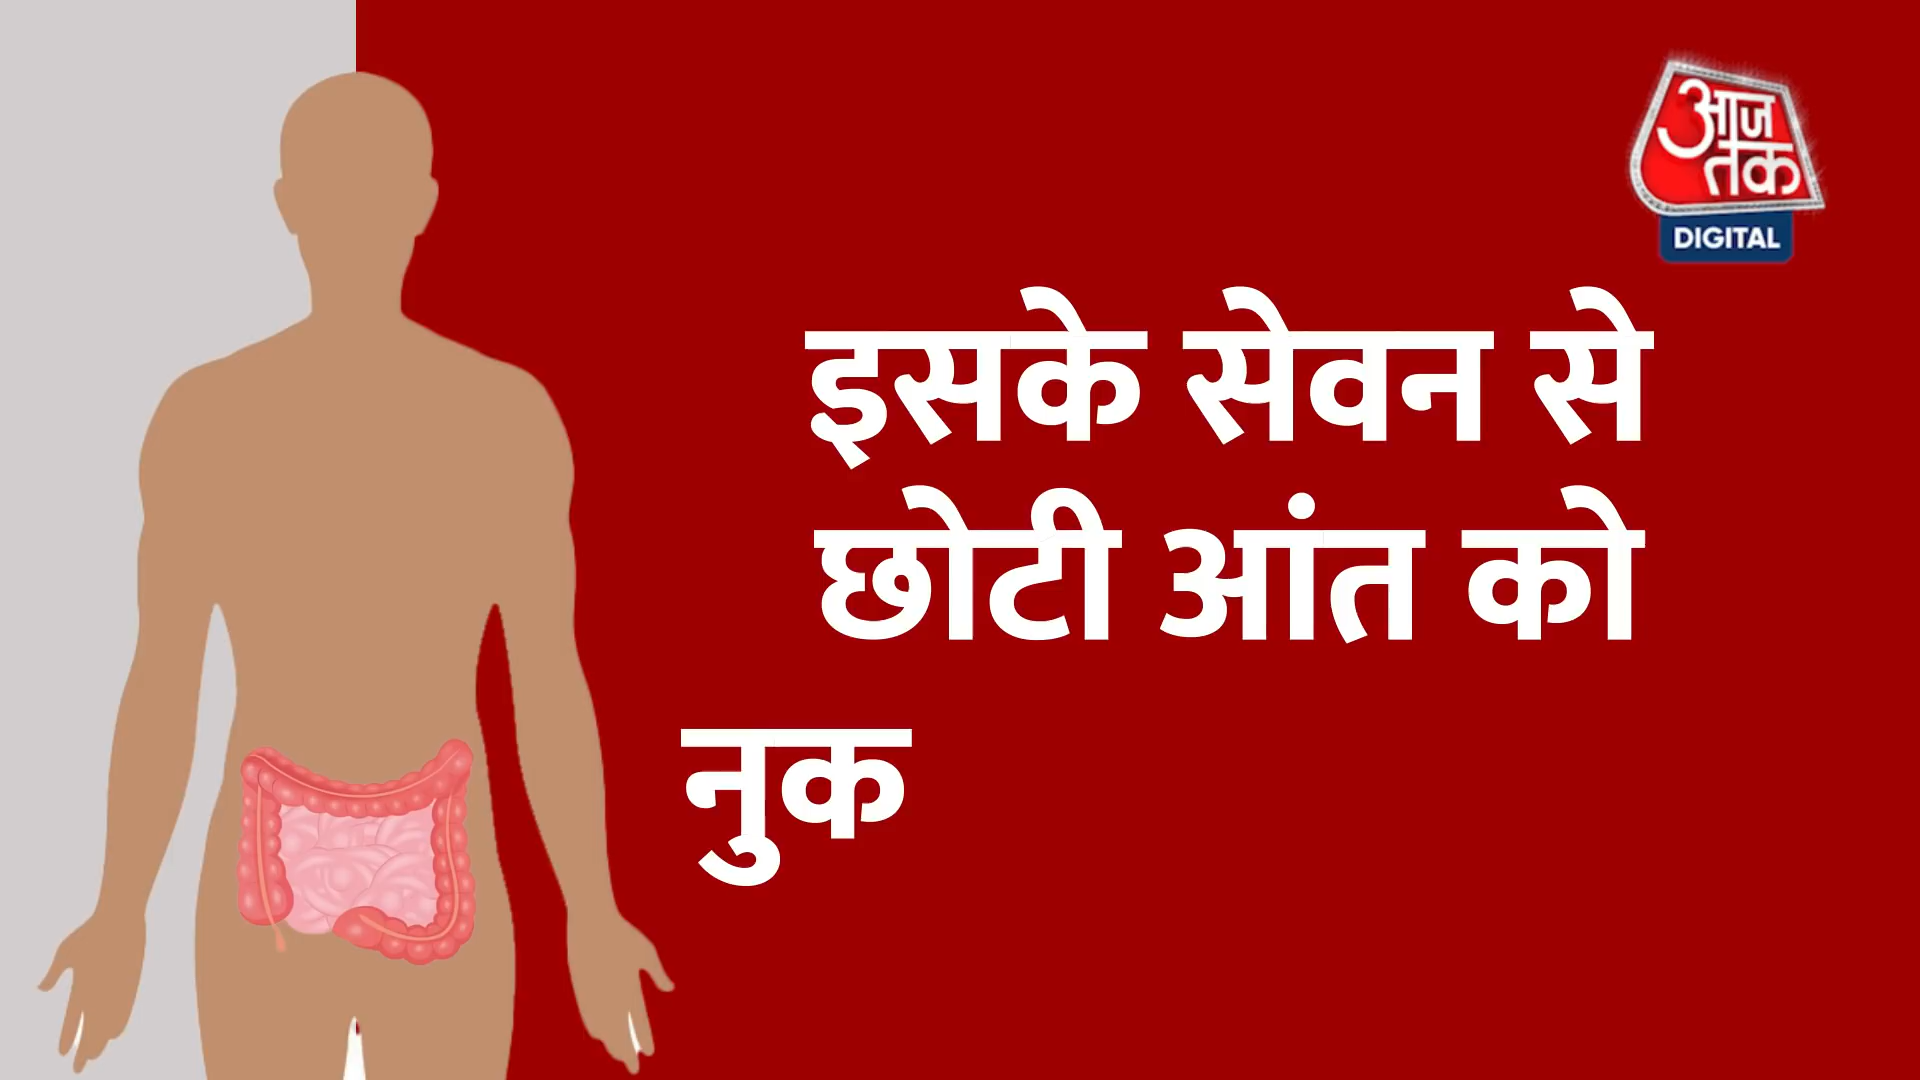 आज
तक
DIGITAL
इसके सेवन से
छोटी आंत को
नुक